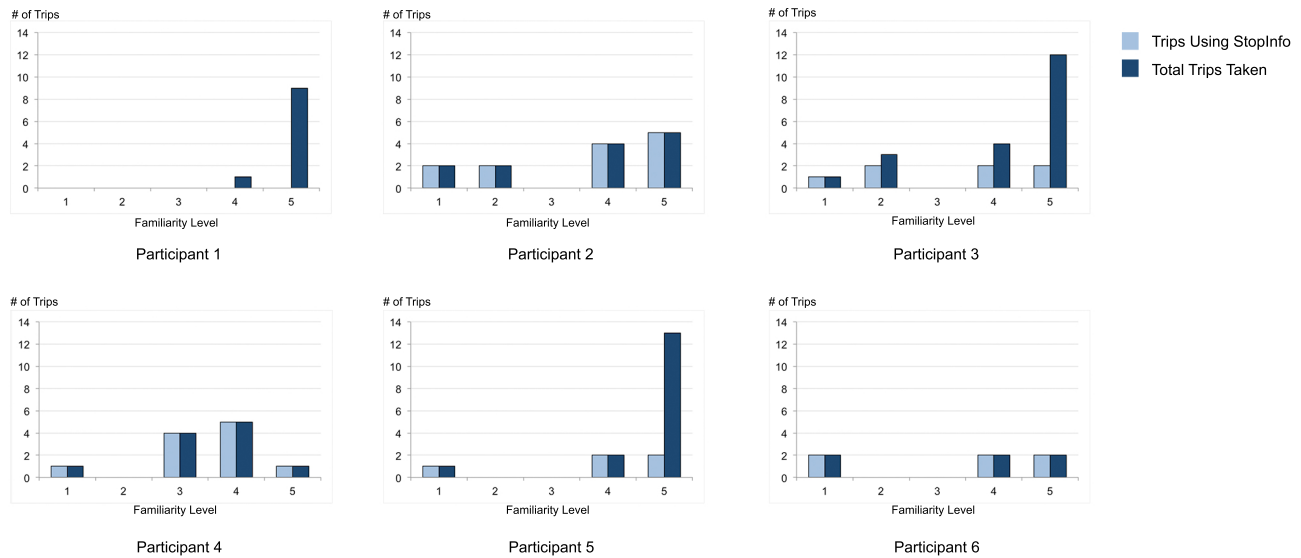 # of Trips
14
12
10
8
6
4
2
0
1 2 3 4 5
Familiarity Level
Participant 1
# of Trips
14
12
10
8
6
4
2
0
1 2 3 4 5
Familiarity Level
Participant 2
# of Trips
14
12
10
8
6
4
2
0
1 2 3 4 5
Familiarity Level
Participant 3
Trips Using StopInfo
Total Trips Taken
# of Trips
14
12
10
8
6
4
2
0
1 2 3 4 5
Familiarity Level
Participant 4
# of Trips
14
12
10
8
6
4
2
0
1 2 3 4 5
Familiarity Level
Participant 5
# of Trips
14
12
10
8
6
4
2
0
1 2 3 4 5
Familiarity Level
Participant 6